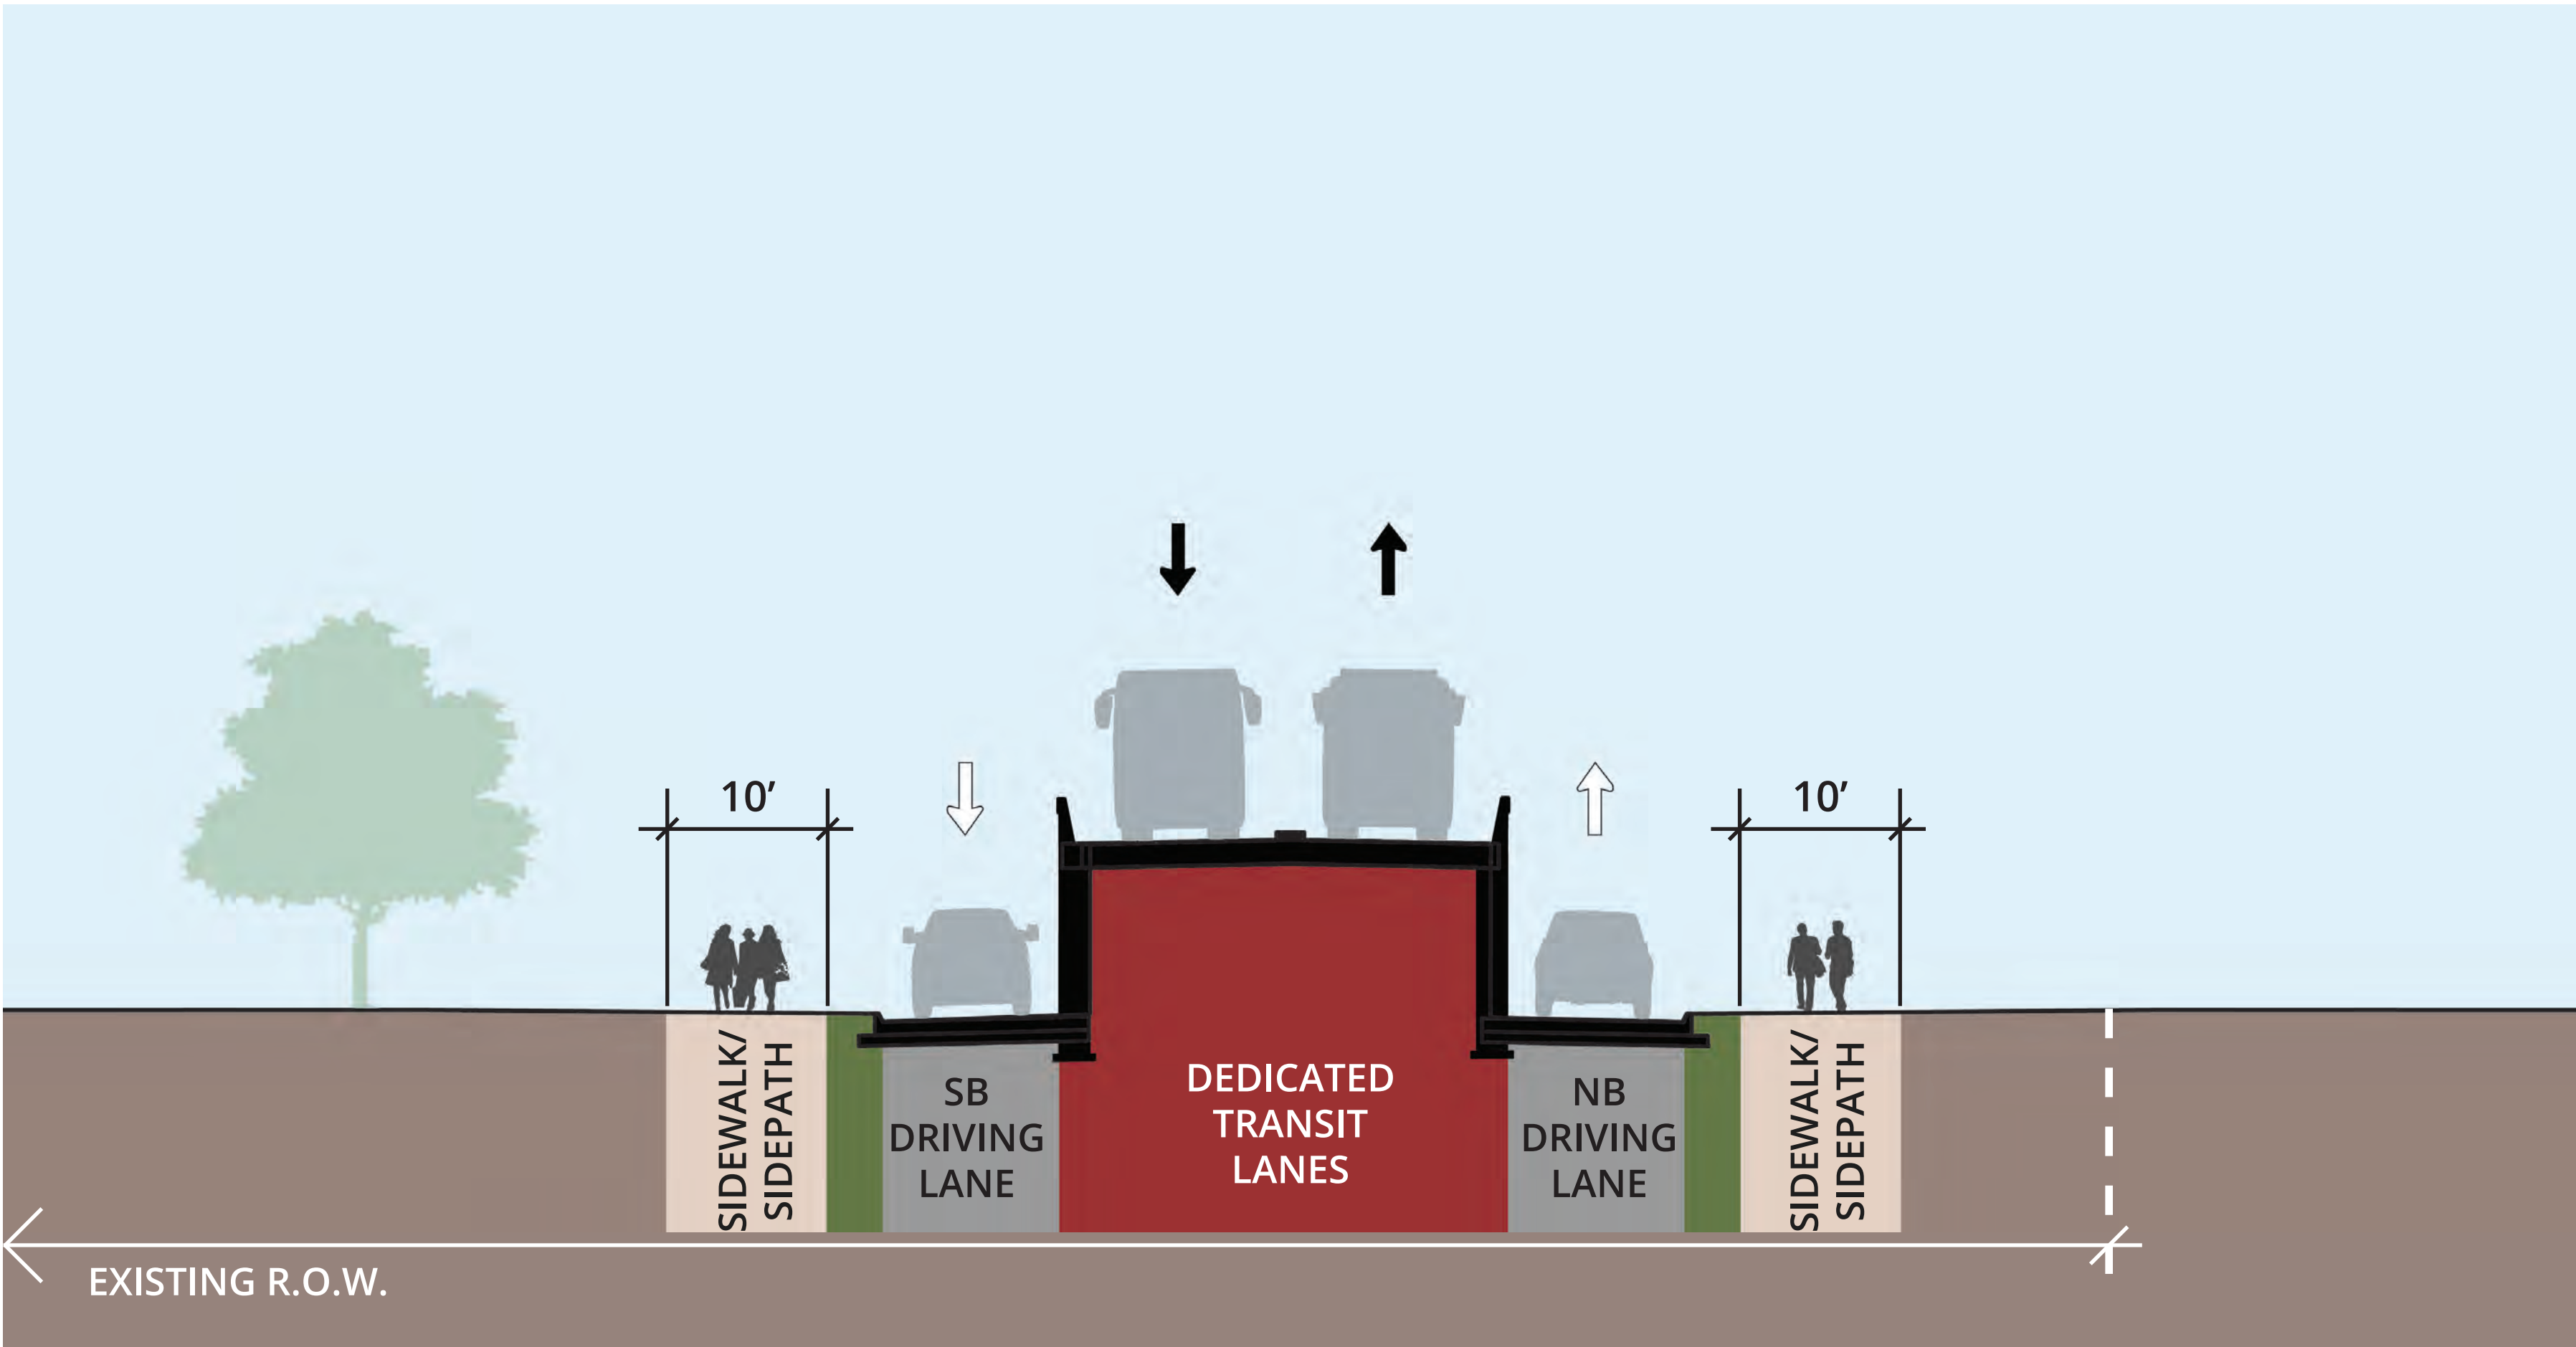 10’
10’
SIDEWALK/
SIDEPATH
SB
DRIVING
LANE
DEDICATED
TRANSIT
LANES
NB
DRIVING
LANE
SIDEWALK/
SIDEPATH
EXISTING R.O.W.